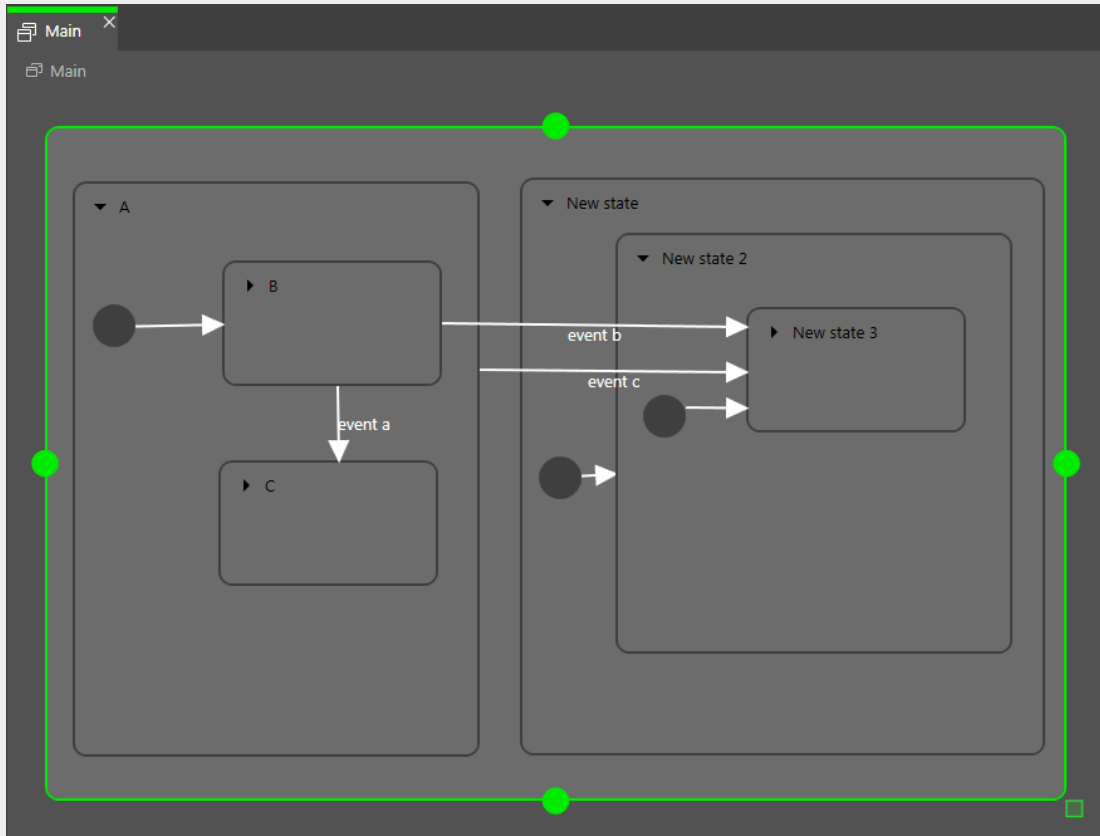 Main
Main
A
New state
New state 2
B
event b
New state 3
event c
event a
C